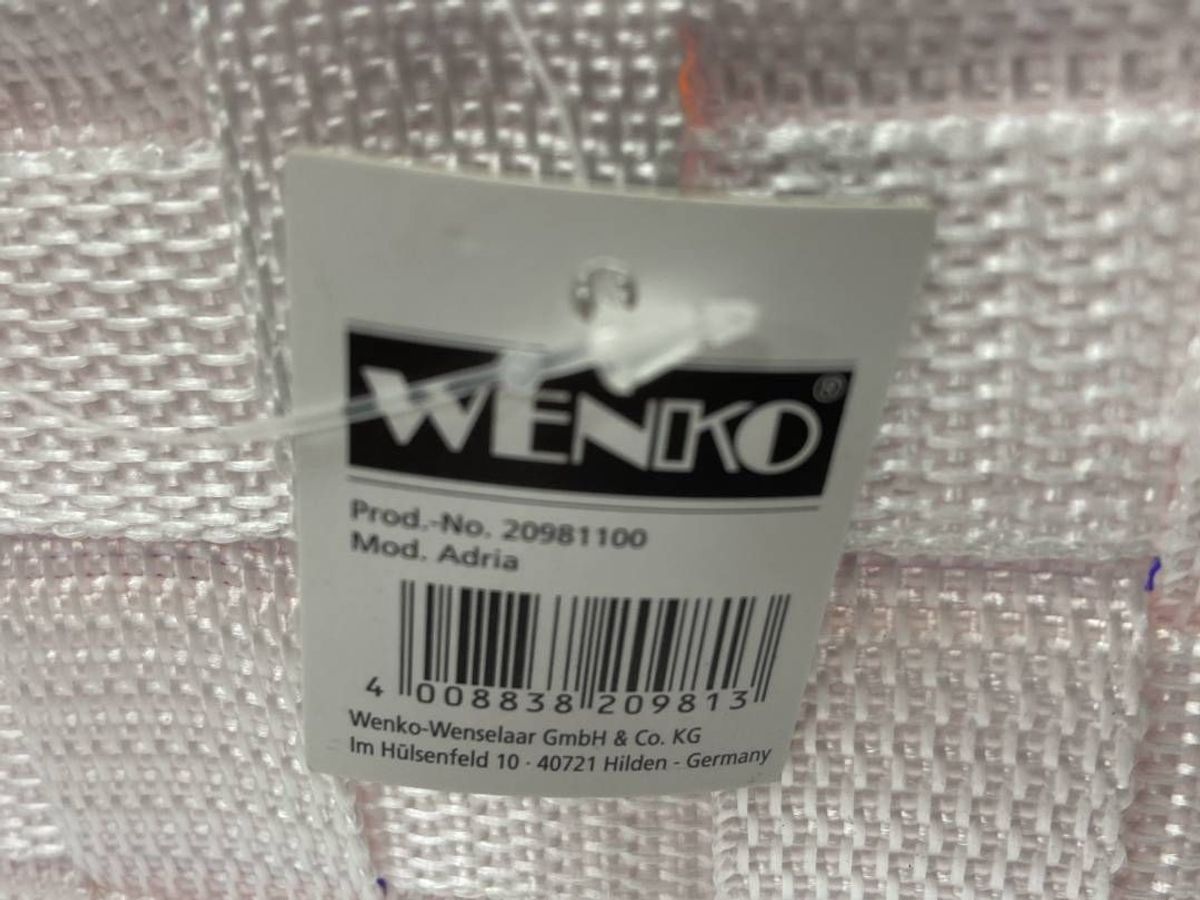 WENKO®
Prod.-No. 20981100
Mod. Adria
4 008838 209813
Wenko-Wenselaar GmbH & Co. KG
Im Hülsenfeld 10 · 40721 Hilden - Germany